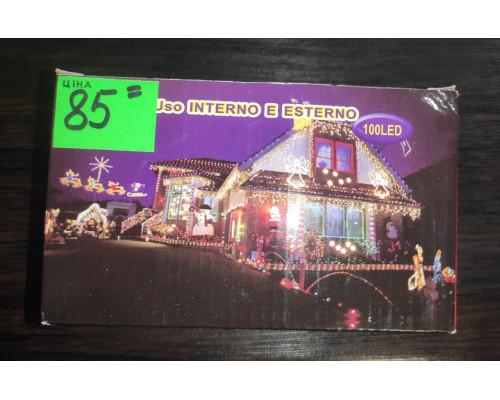 ціна
85=
Uso INTERNO E ESTERNO
100LED